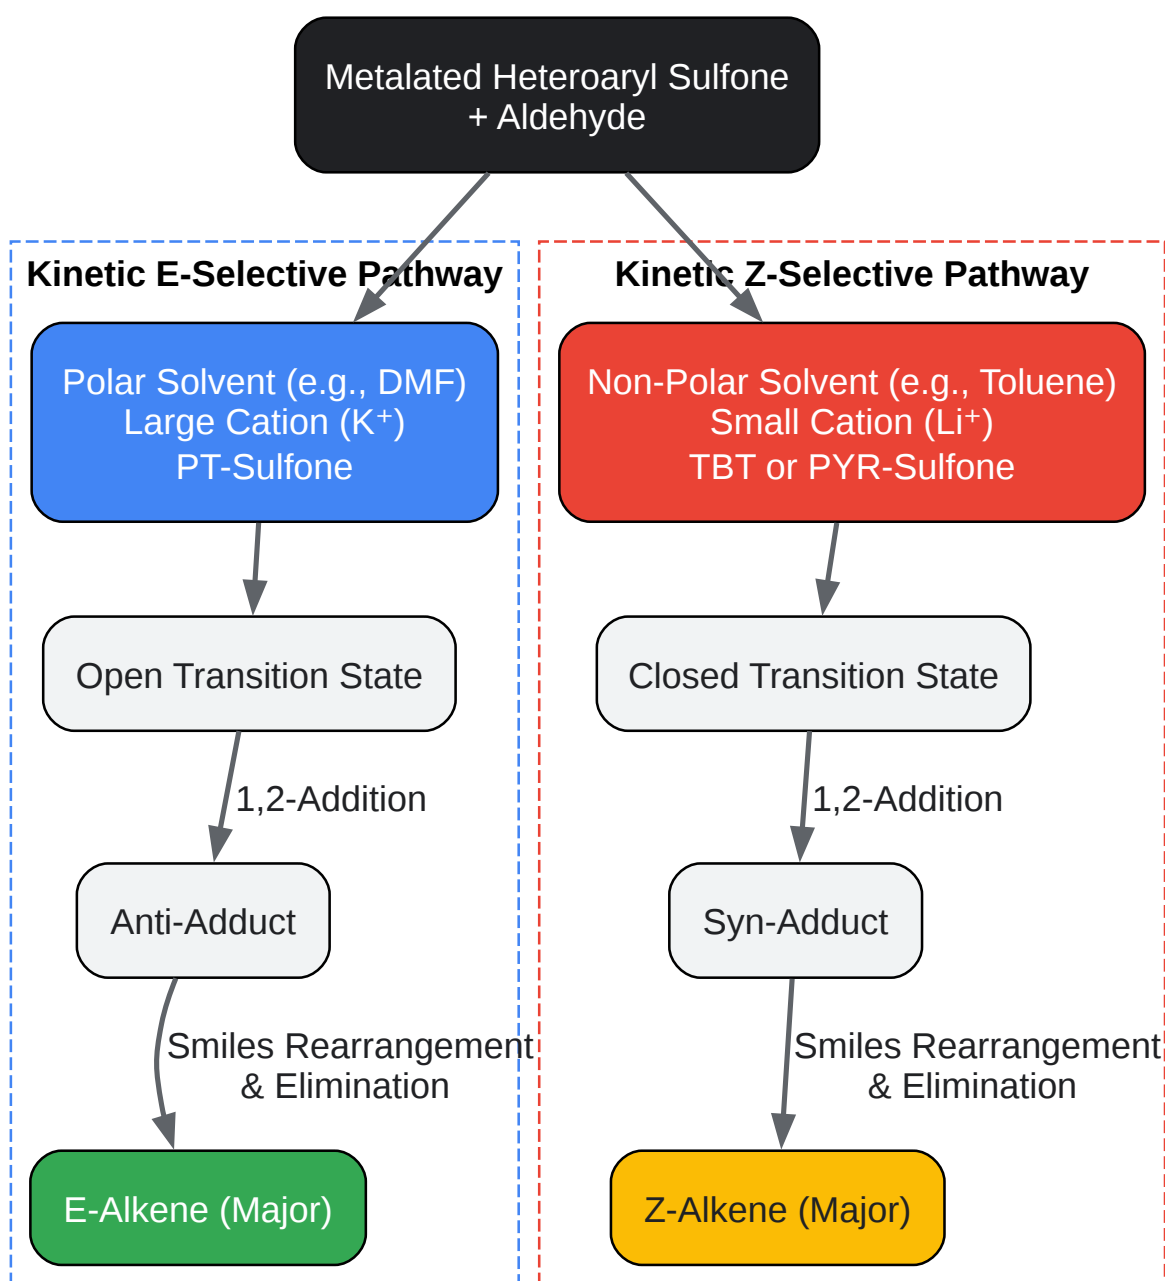 Metalated Heteroaryl Sulfone
+ Aldehyde
Kinetic E-Selective Pathway
Polar Solvent (e.g., DMF)
Large Cation (K⁺)
PT-Sulfone
Open Transition State
1,2-Addition
Anti-Adduct
Smiles Rearrangement
& Elimination
E-Alkene (Major)
Kinetic Z-Selective Pathway
Non-Polar Solvent (e.g., Toluene)
Small Cation (Li⁺)
TBT or PYR-Sulfone
Closed Transition State
1,2-Addition
Syn-Adduct
Smiles Rearrangement
& Elimination
Z-Alkene (Major)